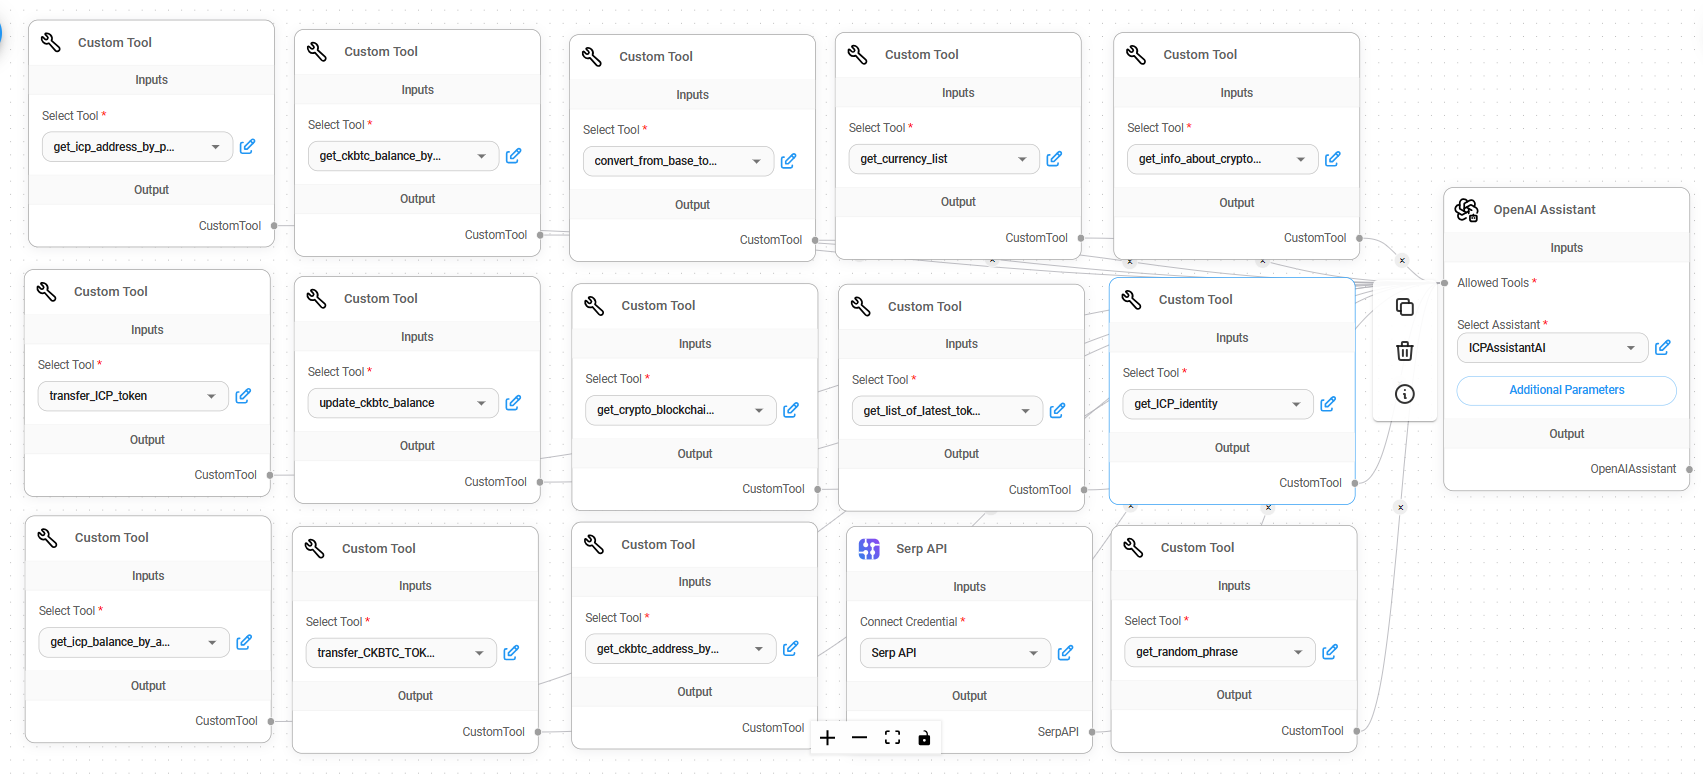 Custom Tool
Inputs
Select Tool *
get_icp_address_by_p...
Output
CustomTool
Custom Tool
Inputs
Select Tool *
get_ckbtc_balance_by...
Output
CustomTool
Custom Tool
Inputs
Select Tool *
convert_from_base_to...
Output
CustomTool
Custom Tool
Inputs
Select Tool *
get_currency_list
Output
CustomTool
Custom Tool
Inputs
Select Tool *
get_info_about_crypto...
Output
CustomTool
OpenAI Assistant
Inputs
Allowed Tools *
Select Assistant *
ICPAssistantAI
Additional Parameters
Output
OpenAIAssistant
Custom Tool
Inputs
Select Tool *
transfer_ICP_token
Output
CustomTool
Custom Tool
Inputs
Select Tool *
update_ckbtc_balance
Output
CustomTool
Custom Tool
Inputs
Select Tool *
get_crypto_blockchai...
Output
CustomTool
Custom Tool
Inputs
Select Tool *
get_list_of_latest_tok...
Output
CustomTool
Custom Tool
Inputs
Select Tool *
get_ICP_identity
Output
CustomTool
Custom Tool
Inputs
Select Tool *
get_icp_balance_by_a...
Output
CustomTool
Custom Tool
Inputs
Select Tool *
transfer_CKBTC_TOK...
Output
CustomTool
Custom Tool
Inputs
Select Tool *
get_ckbtc_address_by...
Output
CustomTool
Serp API
Inputs
Connect Credential *
Serp API
Output
SerpAPI
Custom Tool
Inputs
Select Tool *
get_random_phrase
Output
CustomTool